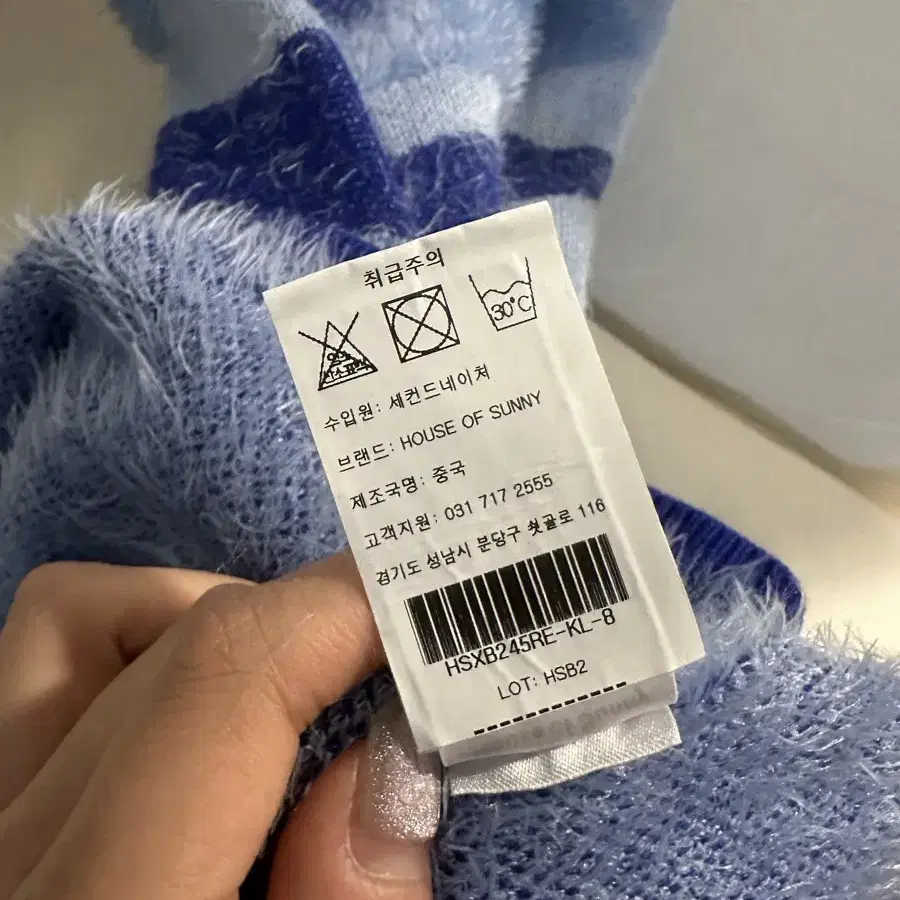 취급주의
30°C
수입원: 세컨드네이쳐
브랜드: HOUSE OF SUNNY
제조국명: 중국
고객지원: 031 717 2555
경기도 성남시 분당구 쇳골로 116
HSXB245RE-KL-8
LOT: HSB2